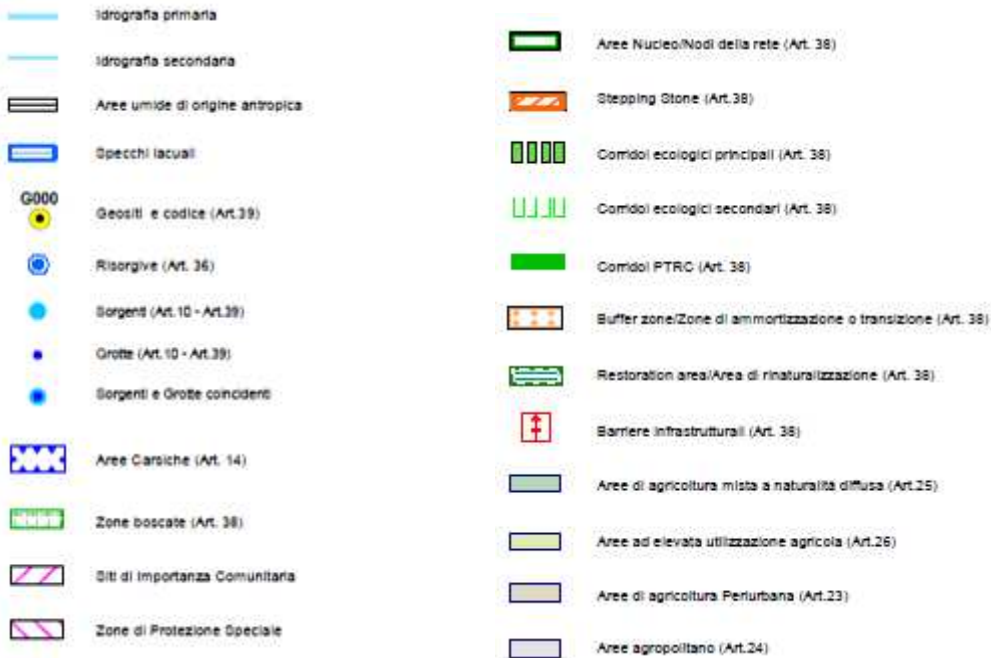 Idrografia primaria
Idrografia secondaria
Aree umide di origine antropica
Specchi lacuali
G000
Geositi e codice (Art.39)
Risorgive (Art. 36)
Sorgenti (Art.10 - Art.39)
Grotte (Art.10 - Art.39)
Sorgenti e Grotte coincidenti
Aree Carsiche (Art. 14)
Zone boscate (Art. 38)
Siti di Importanza Comunitaria
Zone di Protezione Speciale
Aree Nucleo/Nodi della rete (Art. 38)
Stepping Stone (Art.38)
Corridoi ecologici principali (Art. 38)
Corridoi ecologici secondari (Art. 38)
Corridoi PTRC (Art. 38)
Buffer zone/Zone di ammortizzazione o transizione (Art. 38)
Restoration area/Area di rinaturalizzazione (Art. 38)
Barriere Infrastrutturali (Art. 38)
Aree di agricoltura mista a naturalità diffusa (Art.25)
Aree ad elevata utilizzazione agricola (Art.26)
Aree di agricoltura Periurbana (Art.23)
Aree agropolitano (Art.24)